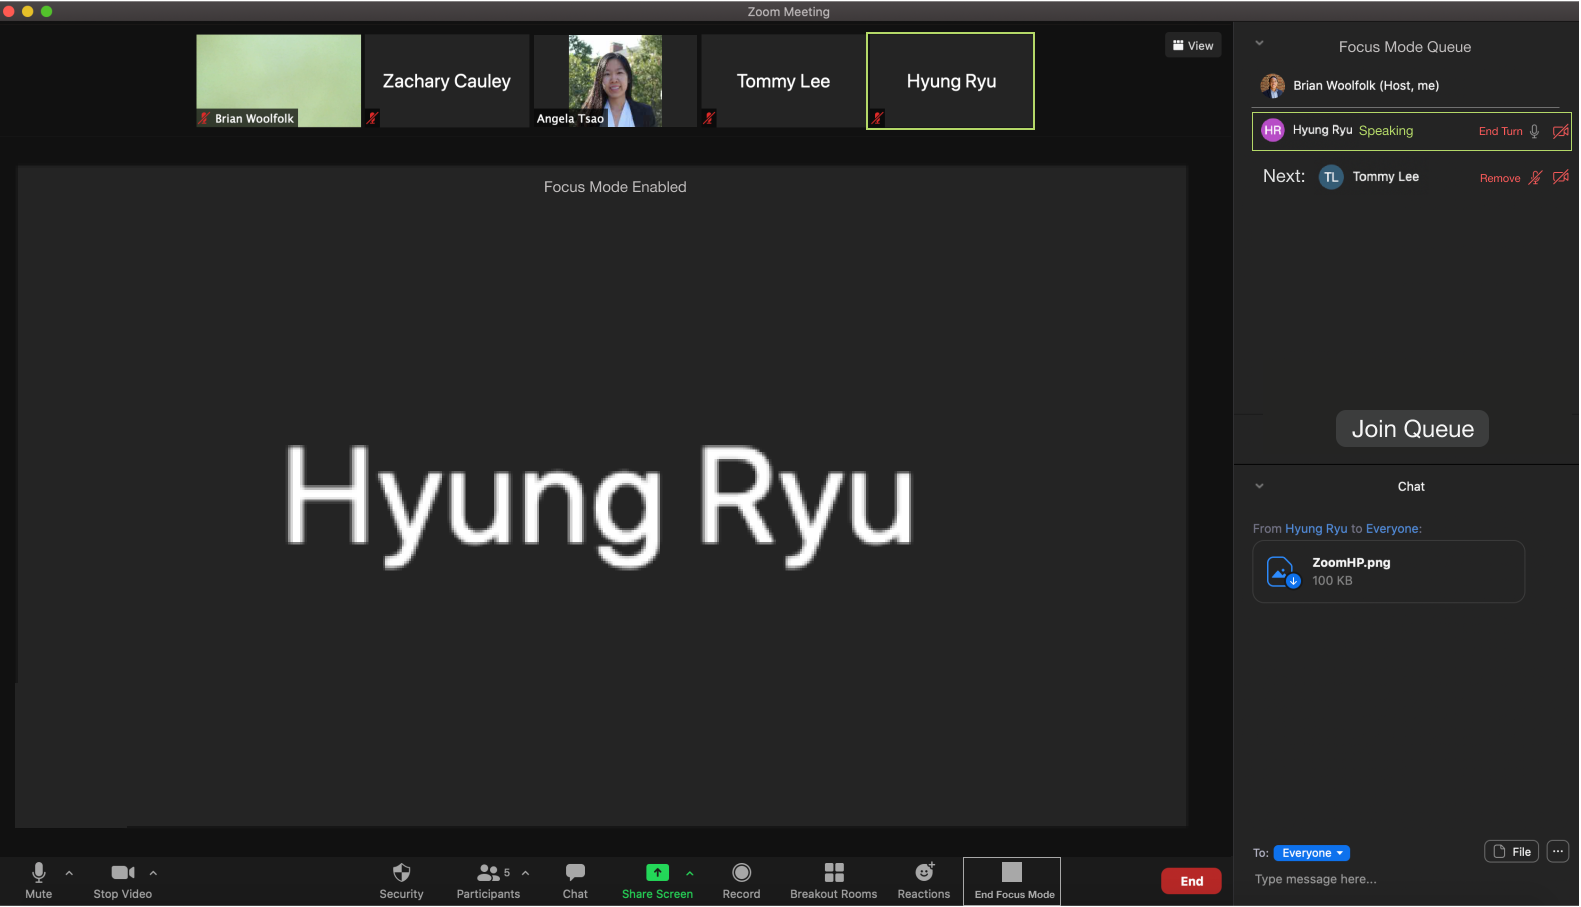 Zoom Meeting
Brian Woolfolk
Zachary Cauley
Angela Tsao
Tommy Lee
Hyung Ryu
View
Focus Mode Enabled
Hyung Ryu
Focus Mode Queue
Brian Woolfolk (Host, me)
HR Hyung Ryu Speaking End Turn
Next: TL Tommy Lee Remove
Join Queue
Chat
From Hyung Ryu to Everyone:
ZoomHP.png
100 KB
To: Everyone File
Type message here...
Mute
Stop Video
Security
5
Participants
Chat
Share Screen
Record
Breakout Rooms
Reactions
End Focus Mode
End